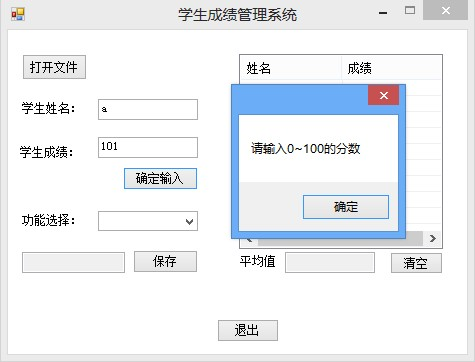 学生成绩管理系统
打开文件
姓名 成绩
学生姓名： a
学生成绩： 101
请输入0~100的分数
确定输入
确定
功能选择：
保存
平均值
清空
退出